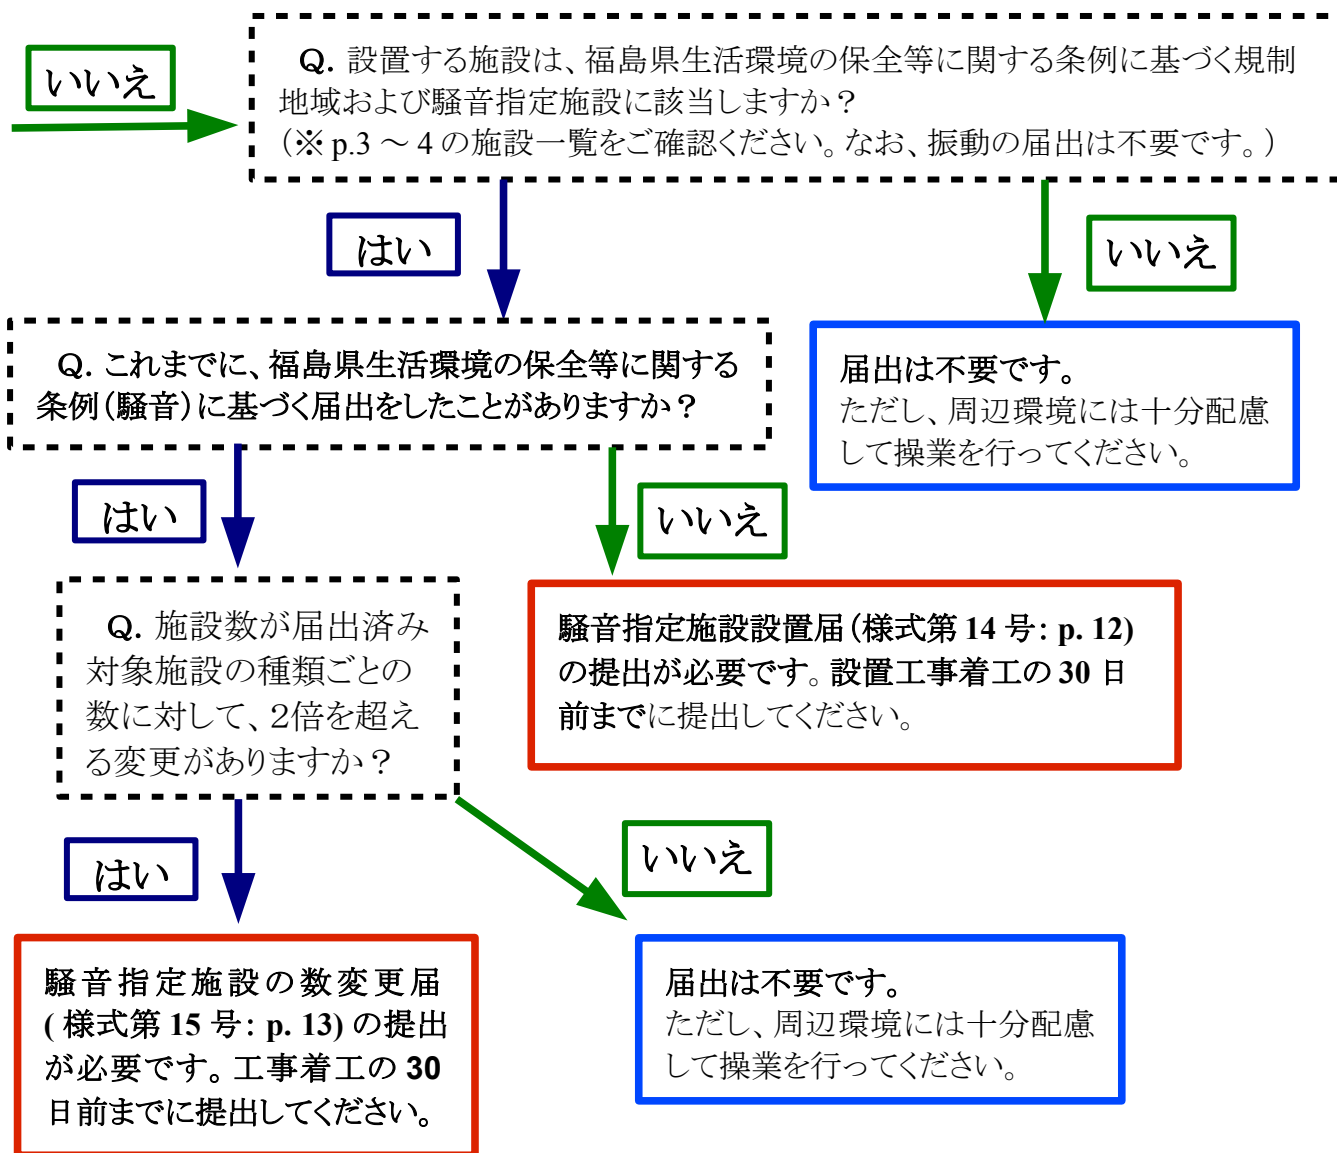 いいえ
Q. 設置する施設は、福島県生活環境の保全等に関する条例に基づく規制
地域および騒音指定施設に該当しますか？
（※ p.3 ～ 4 の施設一覧をご確認ください。なお、振動の届出は不要です。）
はい
いいえ
Q. これまでに、福島県生活環境の保全等に関する
条例（騒音）に基づく届出をしたことがありますか？
届出は不要です。
ただし、周辺環境には十分配慮
して操業を行ってください。
はい
いいえ
Q. 施設数が届出済み
対象施設の種類ごとの
数に対して、２倍を超え
る変更がありますか？
騒音指定施設設置届（様式第 14 号： p. 12)
の提出が必要です。設置工事着工の 30 日
前までに提出してください。
はい
いいえ
騒音指定施設の数変更届
( 様式第 15 号： p. 13) の提出
が必要です。工事着工の 30
日前までに提出してください。
届出は不要です。
ただし、周辺環境には十分配慮
して操業を行ってください。